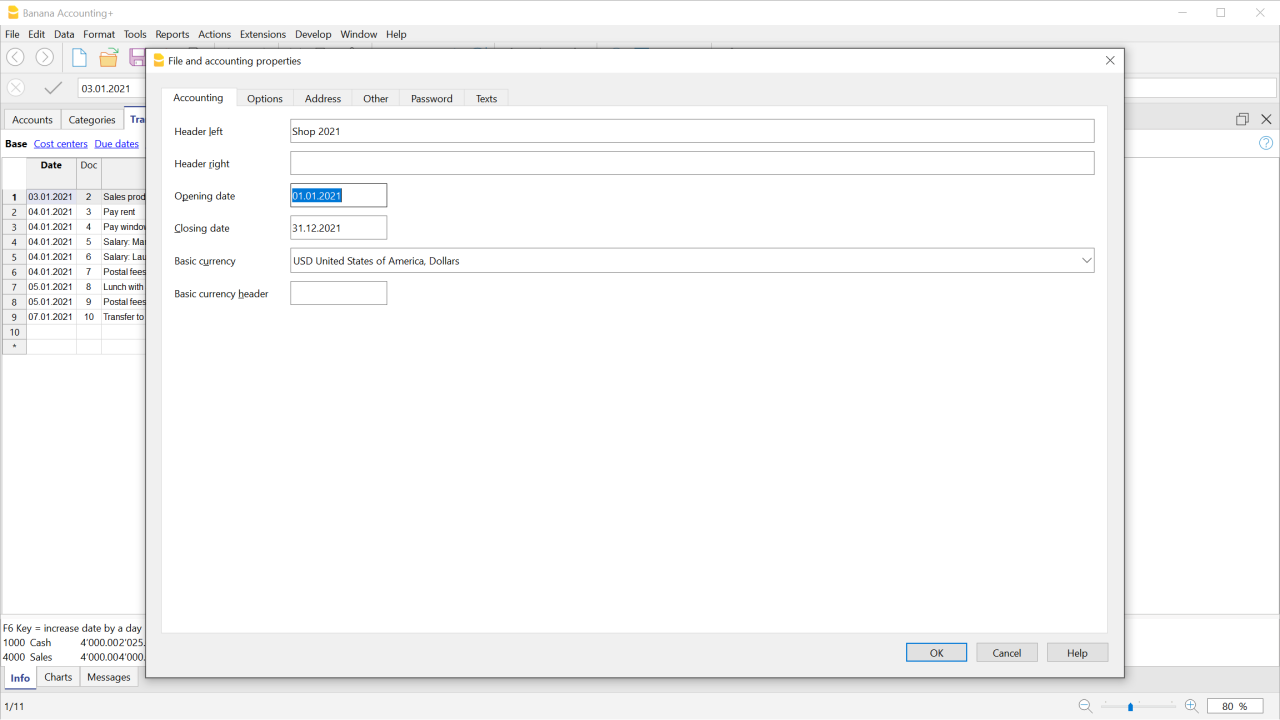 Banana Accounting+
File Edit Data Format Tools Reports Actions Extensions Develop Window Help
File and accounting properties
03.01.2021
Accounting Options Address Other Password Texts
Accounts Categories
Base Cost centers Due dates
Date Doc
1 03.01.2021 2 Sales prod
2 04.01.2021 3 Pay rent
3 04.01.2021 4 Pay window
4 04.01.2021 5 Salary: Mar
5 04.01.2021 6 Salary: Lau
6 04.01.2021 7 Postal fees
7 05.01.2021 8 Lunch with
8 05.01.2021 9 Postal fees
9 07.01.2021 10 Transfer to
10
*
Header left Shop 2021
Header right
Opening date 01.01.2021
Closing date 31.12.2021
Basic currency USD United States of America, Dollars
Basic currency header
OK Cancel Help
F6 Key = increase date by a day
1000 Cash 4'000.00 2'025.
4000 Sales 4'000.00 4'000.
Info Charts Messages
1/11
80 %